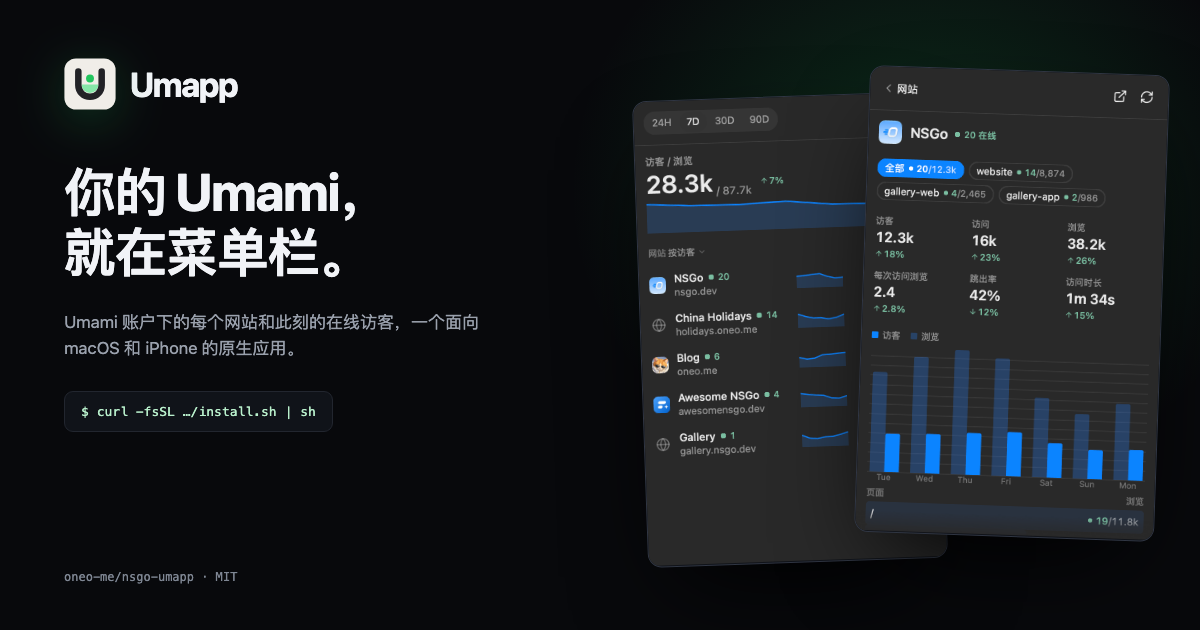 Umapp
你的 Umami，
就在菜单栏。
Umami 账户下的每个网站和此刻的在线访客，一个面向
macOS 和 iPhone 的原生应用。
$ curl -fsSL …/install.sh | sh
oneo-me/nsgo-umapp · MIT
24H 7D 30D 90D
访客 / 浏览
28.3k / 87.7k ↑ 7%
网站 按访客
NSGo 20
nsgo.dev
China Holidays 14
holidays.oneo.me
Blog 6
oneo.me
Awesome NSGo 4
awesomensgo.dev
Gallery 1
gallery.nsgo.dev
网站
NSGo 20 在线
全部 20/12.3k website 14/8,874
gallery-web 4/2,465 gallery-app 2/986
访客 访问 浏览
12.3k 16k 38.2k
↑ 18% ↑ 23% ↑ 26%
每次访问浏览 跳出率 访问时长
2.4 42% 1m 34s
↑ 2.8% ↓ 12% ↑ 15%
访客 浏览
Tue Wed Thu Fri Sat Sun Mon
页面 浏览
/ 19/11.8k